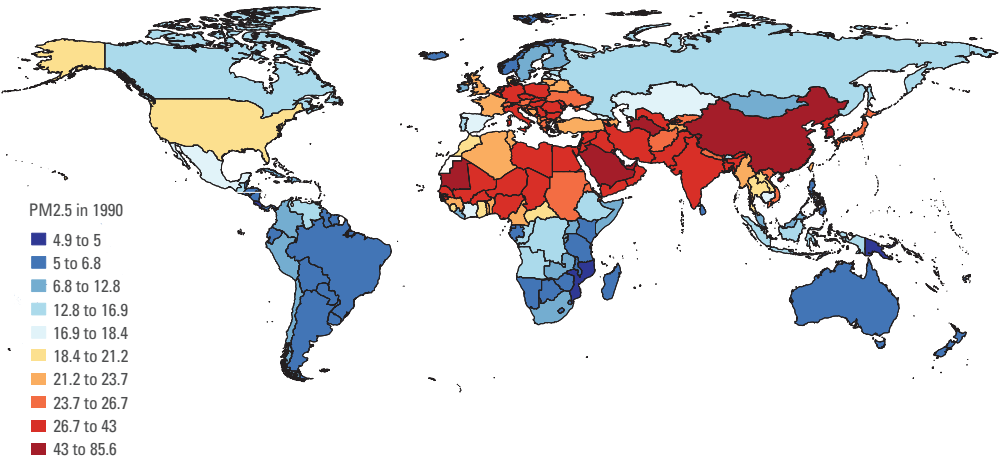 PM2.5 in 1990
4.9 to 5
5 to 6.8
6.8 to 12.8
12.8 to 16.9
16.9 to 18.4
18.4 to 21.2
21.2 to 23.7
23.7 to 26.7
26.7 to 43
43 to 85.6